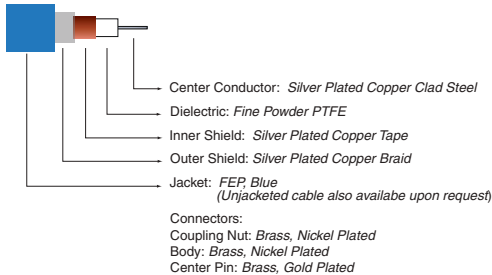 Center Conductor: Silver Plated Copper Clad Steel
Dielectric: Fine Powder PTFE
Inner Shield: Silver Plated Copper Tape
Outer Shield: Silver Plated Copper Braid
Jacket: FEP, Blue
(Unjacketed cable also availabe upon request)
Connectors:
Coupling Nut: Brass, Nickel Plated
Body: Brass, Nickel Plated
Center Pin: Brass, Gold Plated